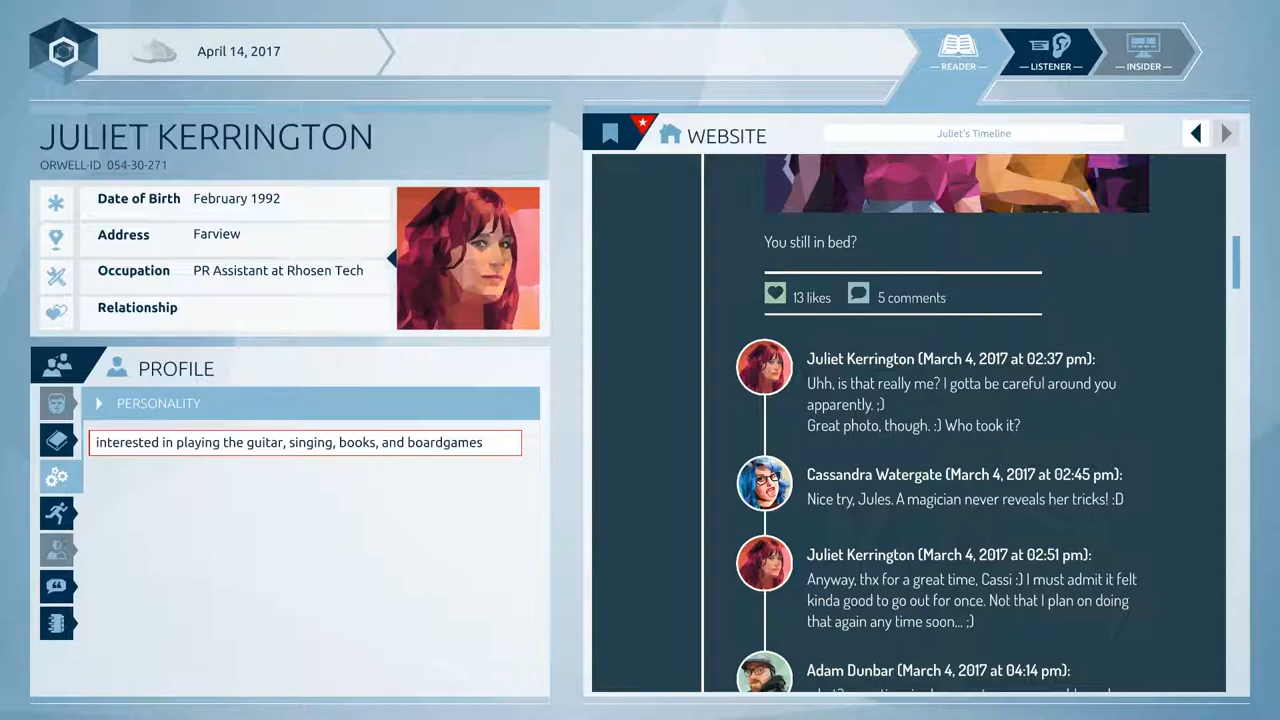 April 14, 2017
— READER —
— LISTENER —
— INSIDER —
JULIET KERRINGTON
ORWELL-ID 054-30-271
Date of Birth February 1992
Address Farview
Occupation PR Assistant at Rhosen Tech
Relationship
PROFILE
PERSONALITY
interested in playing the guitar, singing, books, and boardgames
WEBSITE
Juliet's Timeline
You still in bed?
13 likes 5 comments
Juliet Kerrington (March 4, 2017 at 02:37 pm):
Uhh, is that really me? I gotta be careful around you
apparently. ;)
Great photo, though. :) Who took it?
Cassandra Watergate (March 4, 2017 at 02:45 pm):
Nice try, Jules. A magician never reveals her tricks! :D
Juliet Kerrington (March 4, 2017 at 02:51 pm):
Anyway, thx for a great time, Cassi :) I must admit it felt
kinda good to go out for once. Not that I plan on doing
that again any time soon... ;)
Adam Dunbar (March 4, 2017 at 04:14 pm):